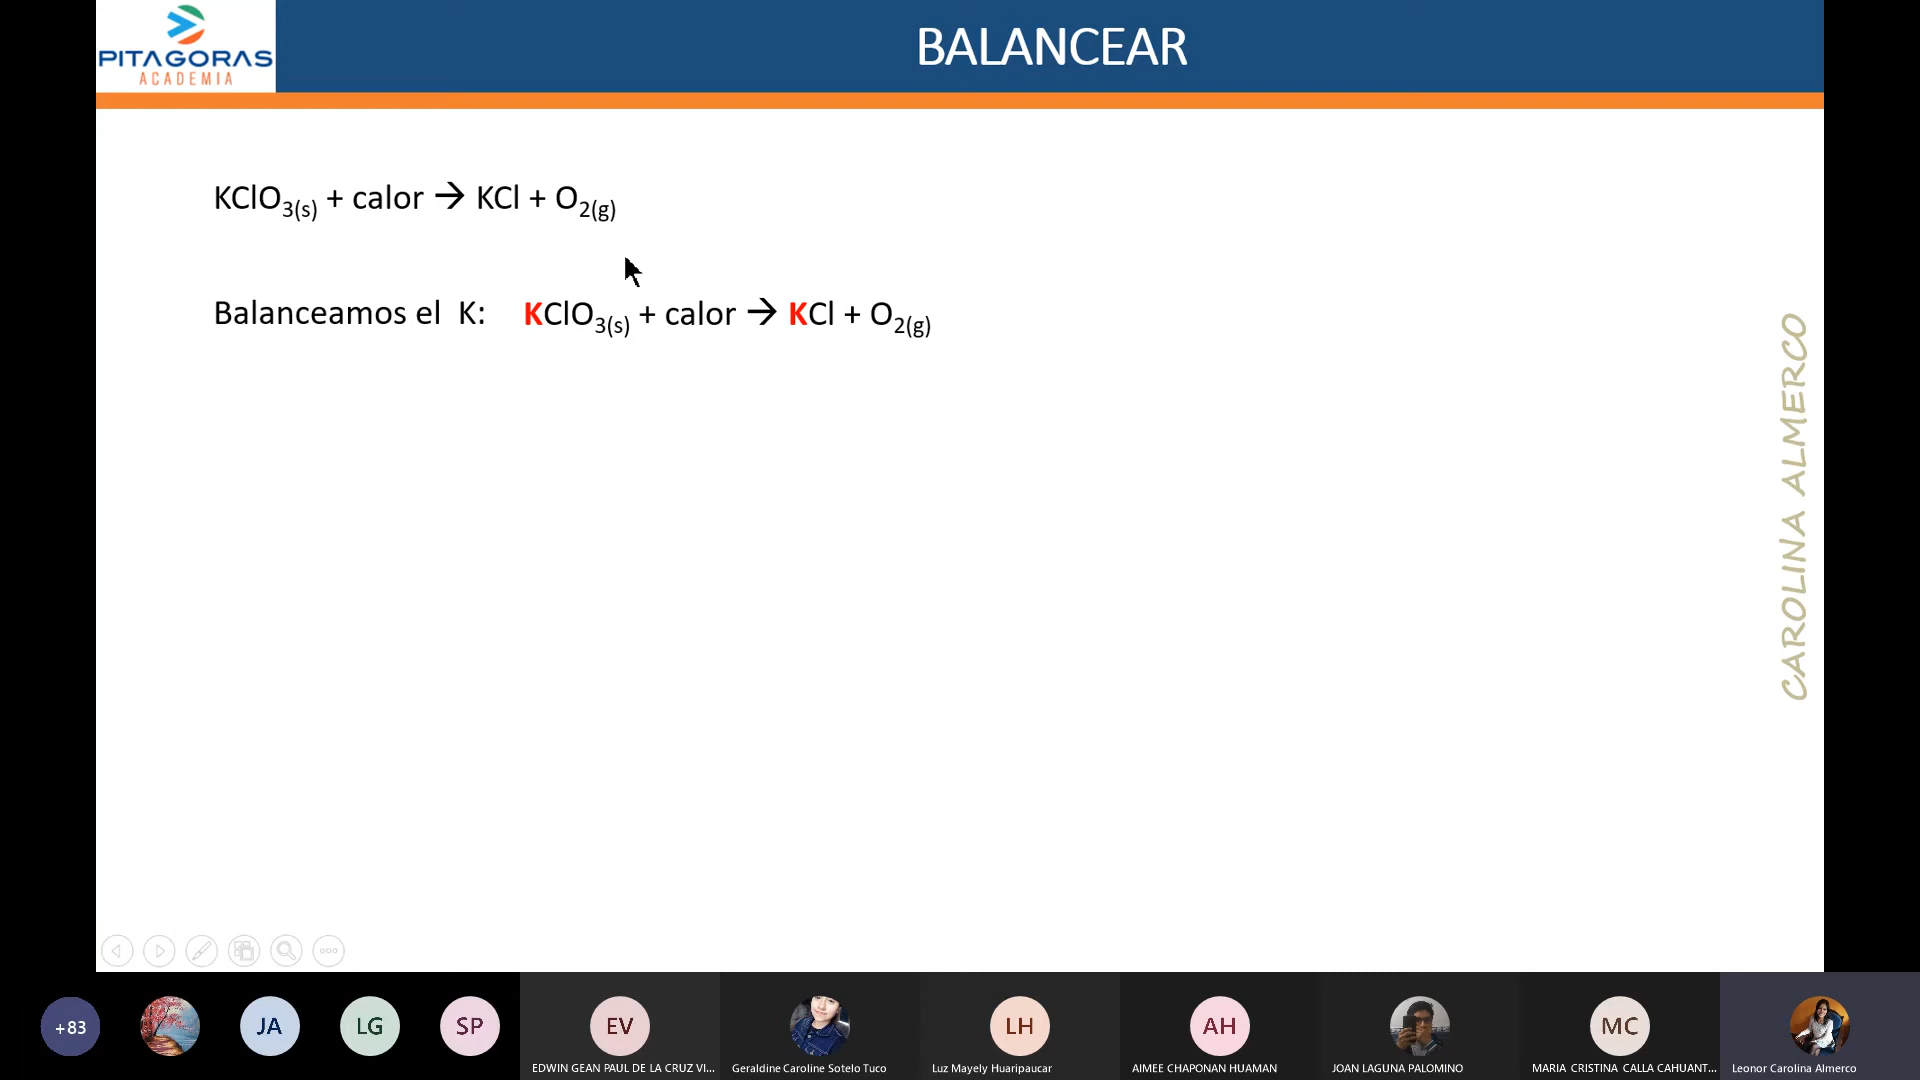 PITAGORAS
ACADEMIA
BALANCEAR
KClO3(s) + calor → KCl + O2(g)
Balanceamos el K: KClO3(s) + calor → KCl + O2(g)
CAROLINA ALMERCO
+83
JA
LG
SP
EV
LH
AH
MC
EDWIN GEAN PAUL DE LA CRUZ VI...
Geraldine Caroline Sotelo Tuco
Luz Mayely Huaripaucar
AIMEE CHAPONAN HUAMAN
JOAN LAGUNA PALOMINO
MARIA CRISTINA CALLA CAHUANT...
Leonor Carolina Almerco